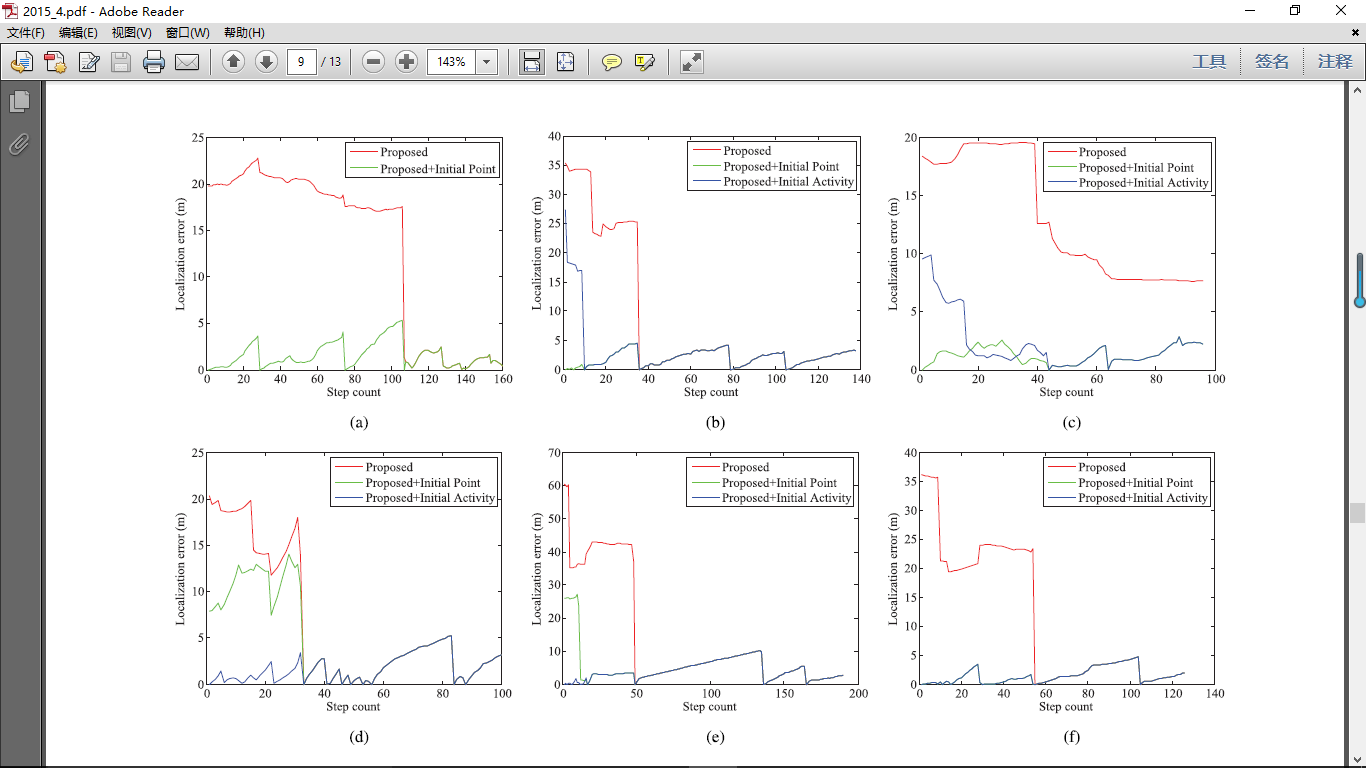 2015_4.pdf - Adobe Reader
文件(F) 编辑(E) 视图(V) 窗口(W) 帮助(H)
9 / 13 143% 工具 签名 注释
25
20
15
10
5
0
0 20 40 60 80 100 120 140 160
Localization error (m)
Step count
Proposed
Proposed+Initial Point
(a)
40
35
30
25
20
15
10
5
0
0 20 40 60 80 100 120 140
Localization error (m)
Step count
Proposed
Proposed+Initial Point
Proposed+Initial Activity
(b)
20
15
10
5
0
0 20 40 60 80 100
Localization error (m)
Step count
Proposed
Proposed+Initial Point
Proposed+Initial Activity
(c)
25
20
15
10
5
0
0 20 40 60 80 100
Localization error (m)
Step count
Proposed
Proposed+Initial Point
Proposed+Initial Activity
(d)
70
60
50
40
30
20
10
0
0 50 100 150 200
Localization error (m)
Step count
Proposed
Proposed+Initial Point
Proposed+Initial Activity
(e)
40
35
30
25
20
15
10
5
0
0 20 40 60 80 100 120 140
Localization error (m)
Step count
Proposed
Proposed+Initial Point
Proposed+Initial Activity
(f)